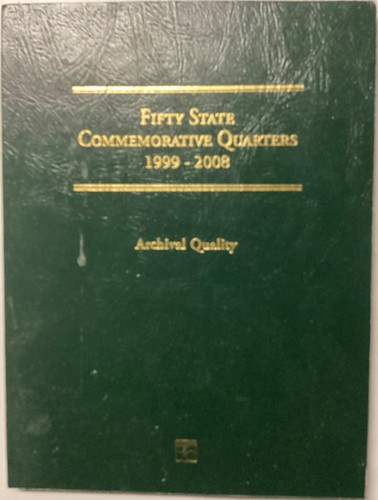 FIFTY STATE
COMMEMORATIVE QUARTERS
1999 - 2008
Archival Quality